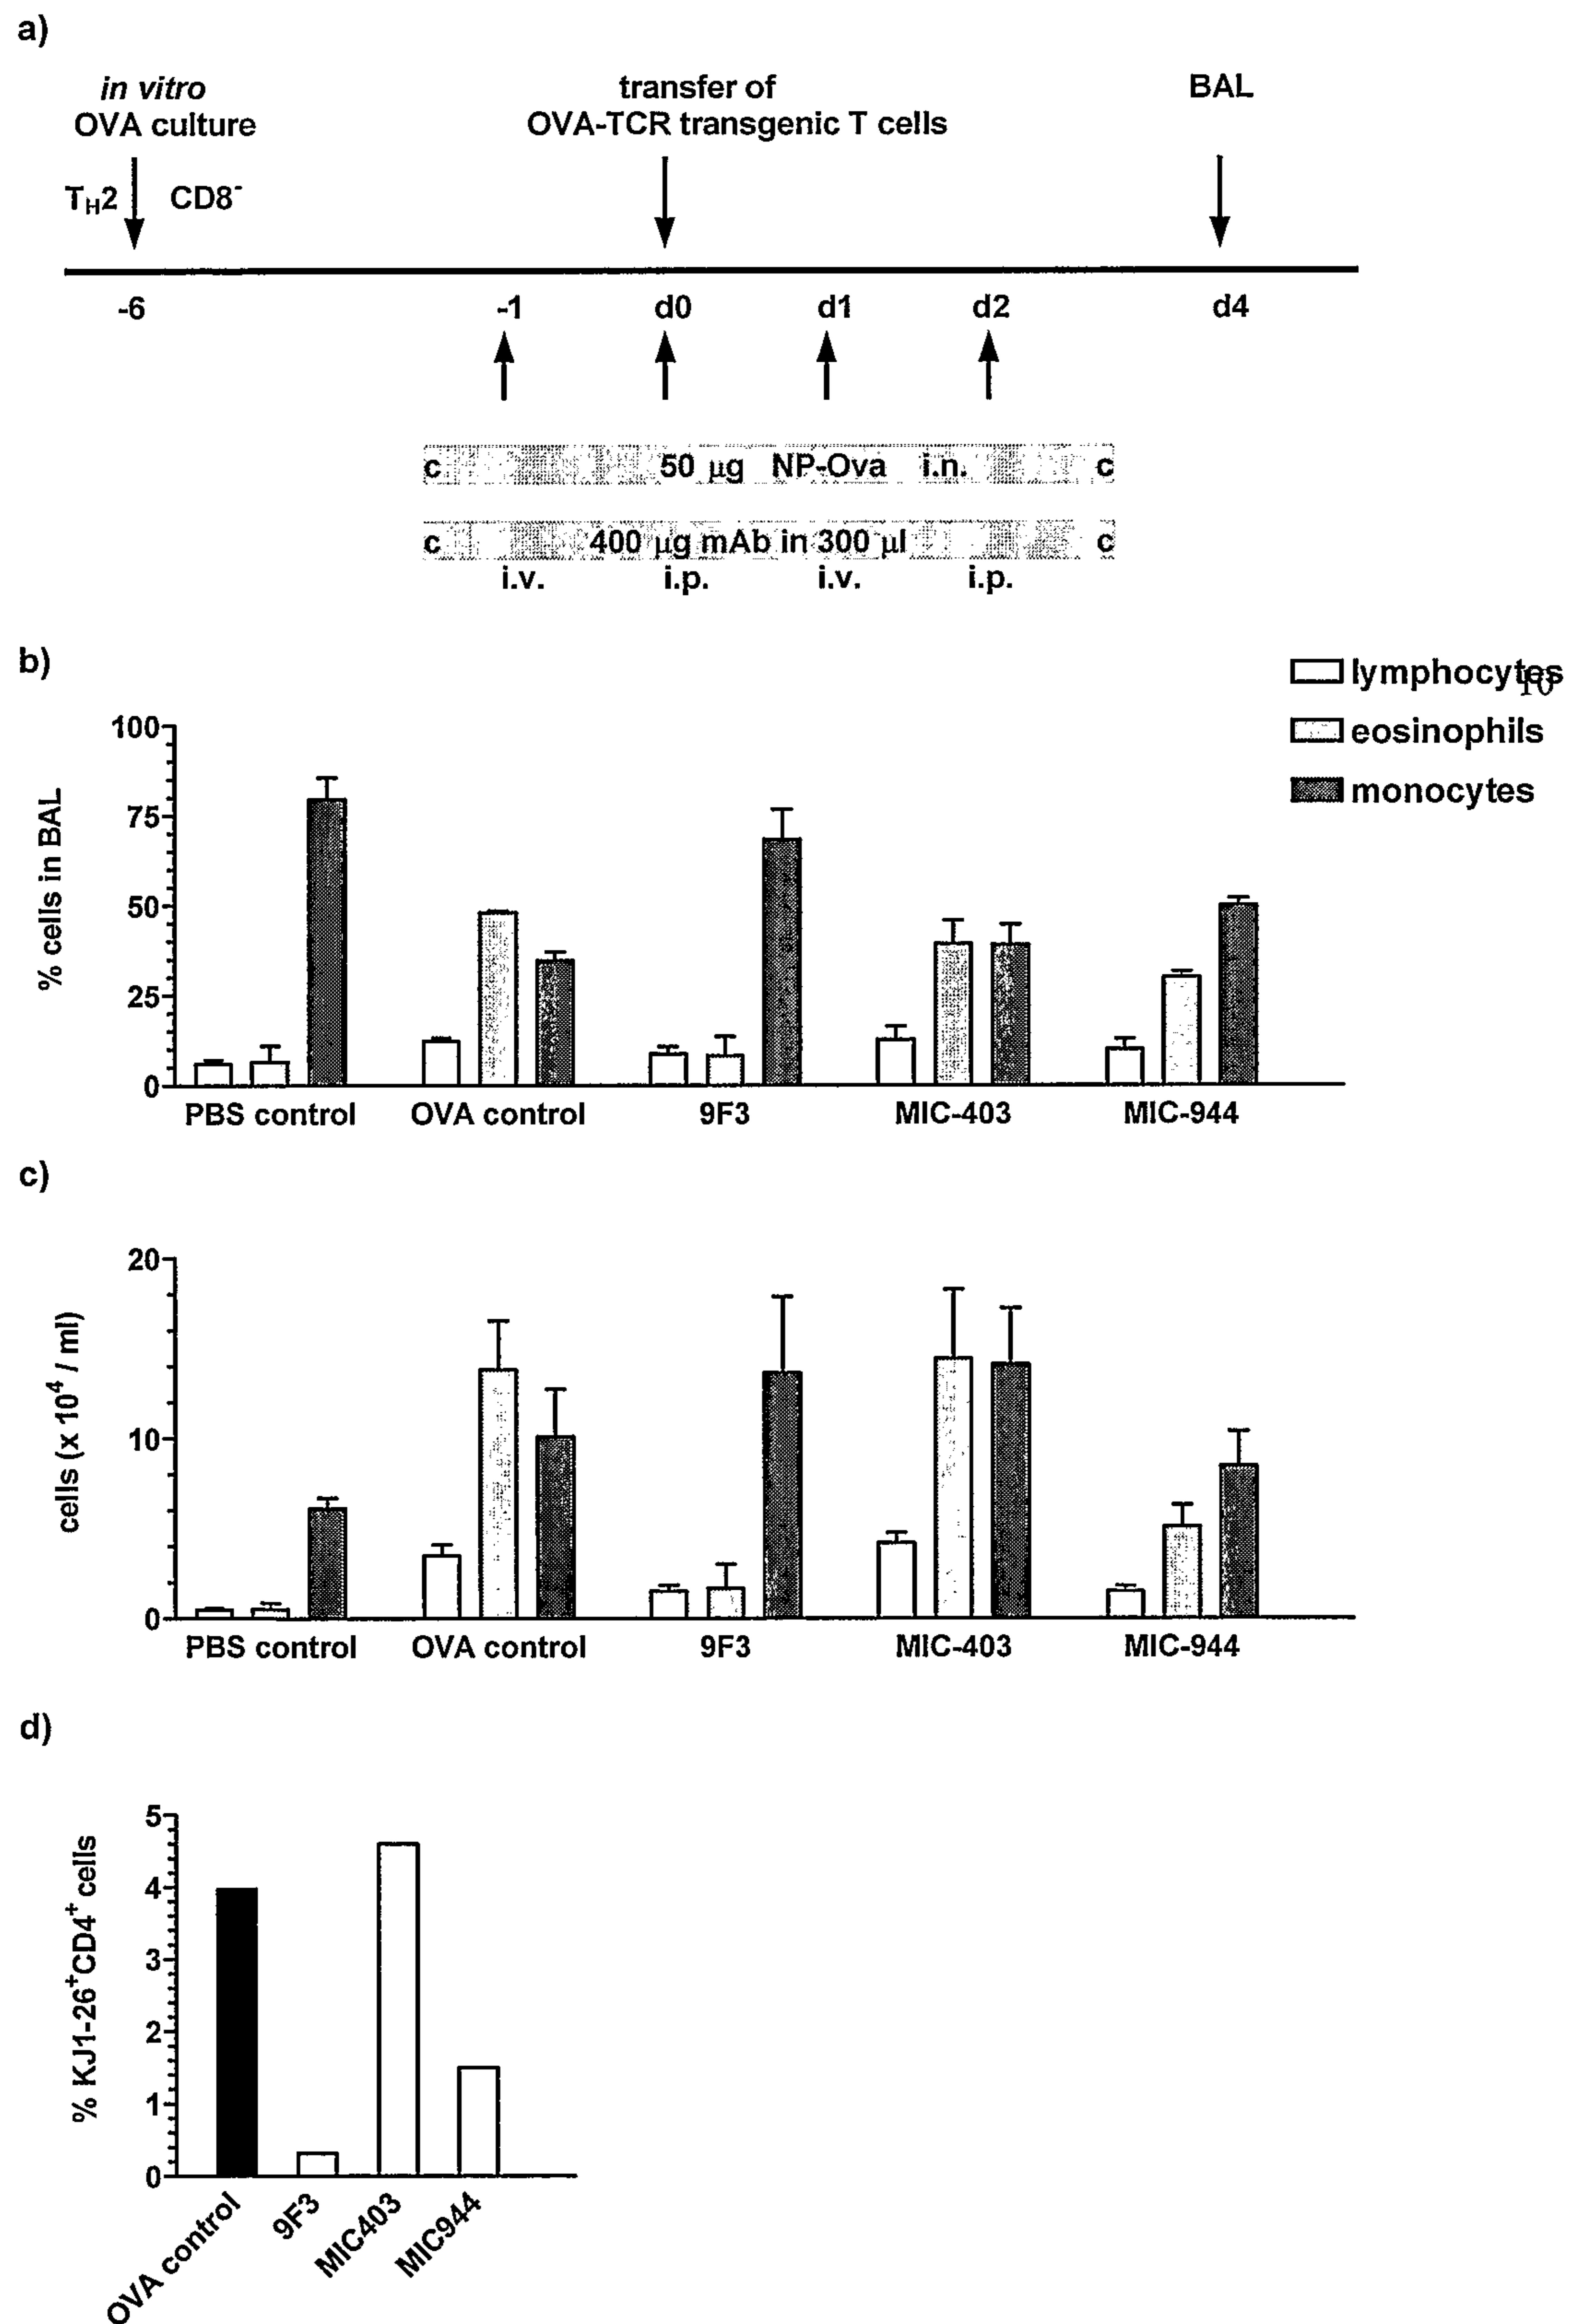 a)
in vitro
OVA culture
transfer of
OVA-TCR transgenic T cells
BAL
TH2 CD8-
-6 -1 d0 d1 d2 d4
c 50 µg NP-Ova i.n. c
c 400 µg mAb in 300 µl c
i.v. i.p. i.v. i.p.
b)
lymphocytes
10
eosinophils
monocytes
% cells in BAL
100
75
50
25
0
PBS control OVA control 9F3 MIC-403 MIC-944
c)
cells (x 10⁴ / ml)
20
10
0
PBS control OVA control 9F3 MIC-403 MIC-944
d)
% KJ1-26⁺CD4⁺ cells
5
4
3
2
1
0
OVA control 9F3 MIC403 MIC944